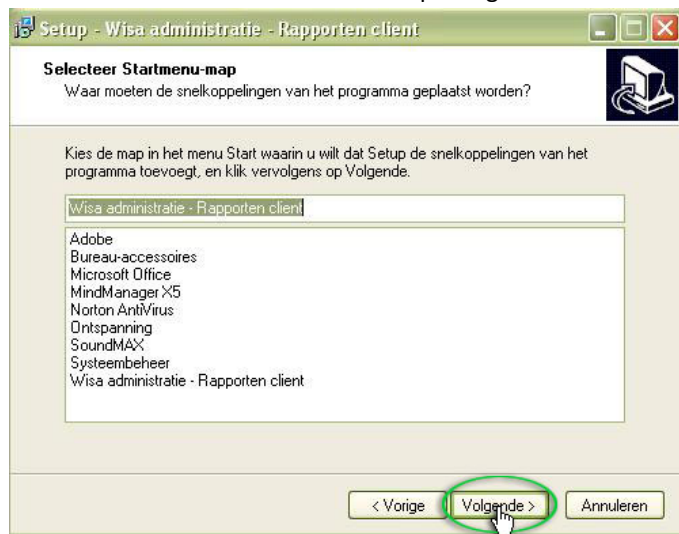 Setup - Wisa administratie - Rapporten client
Selecteer Startmenu-map
Waar moeten de snelkoppelingen van het programma geplaatst worden?
Kies de map in het menu Start waarin u wilt dat Setup de snelkoppelingen van het
programma toevoegt, en klik vervolgens op Volgende.
Wisa administratie - Rapporten client
Adobe
Bureau-accessoires
Microsoft Office
MindManager X5
Norton AntiVirus
Ontspanning
SoundMAX
Systeembeheer
Wisa administratie - Rapporten client
< Vorige
Volgende >
Annuleren